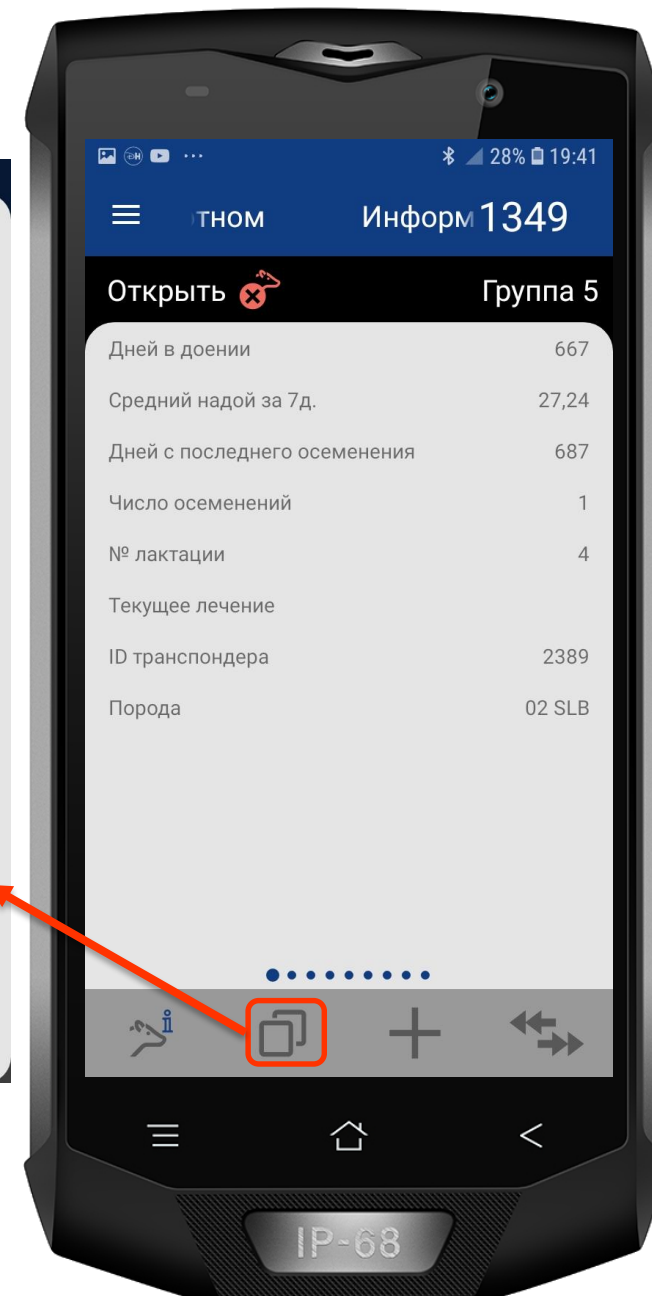 28% 19:41
тном Информ 1349
Открыть Группа 5
Дней в доении 667
Средний надой за 7д. 27,24
Дней с последнего осеменения 687
Число осеменений 1
№ лактации 4
Текущее лечение
ID транспондера 2389
Порода 02 SLB
IP-68